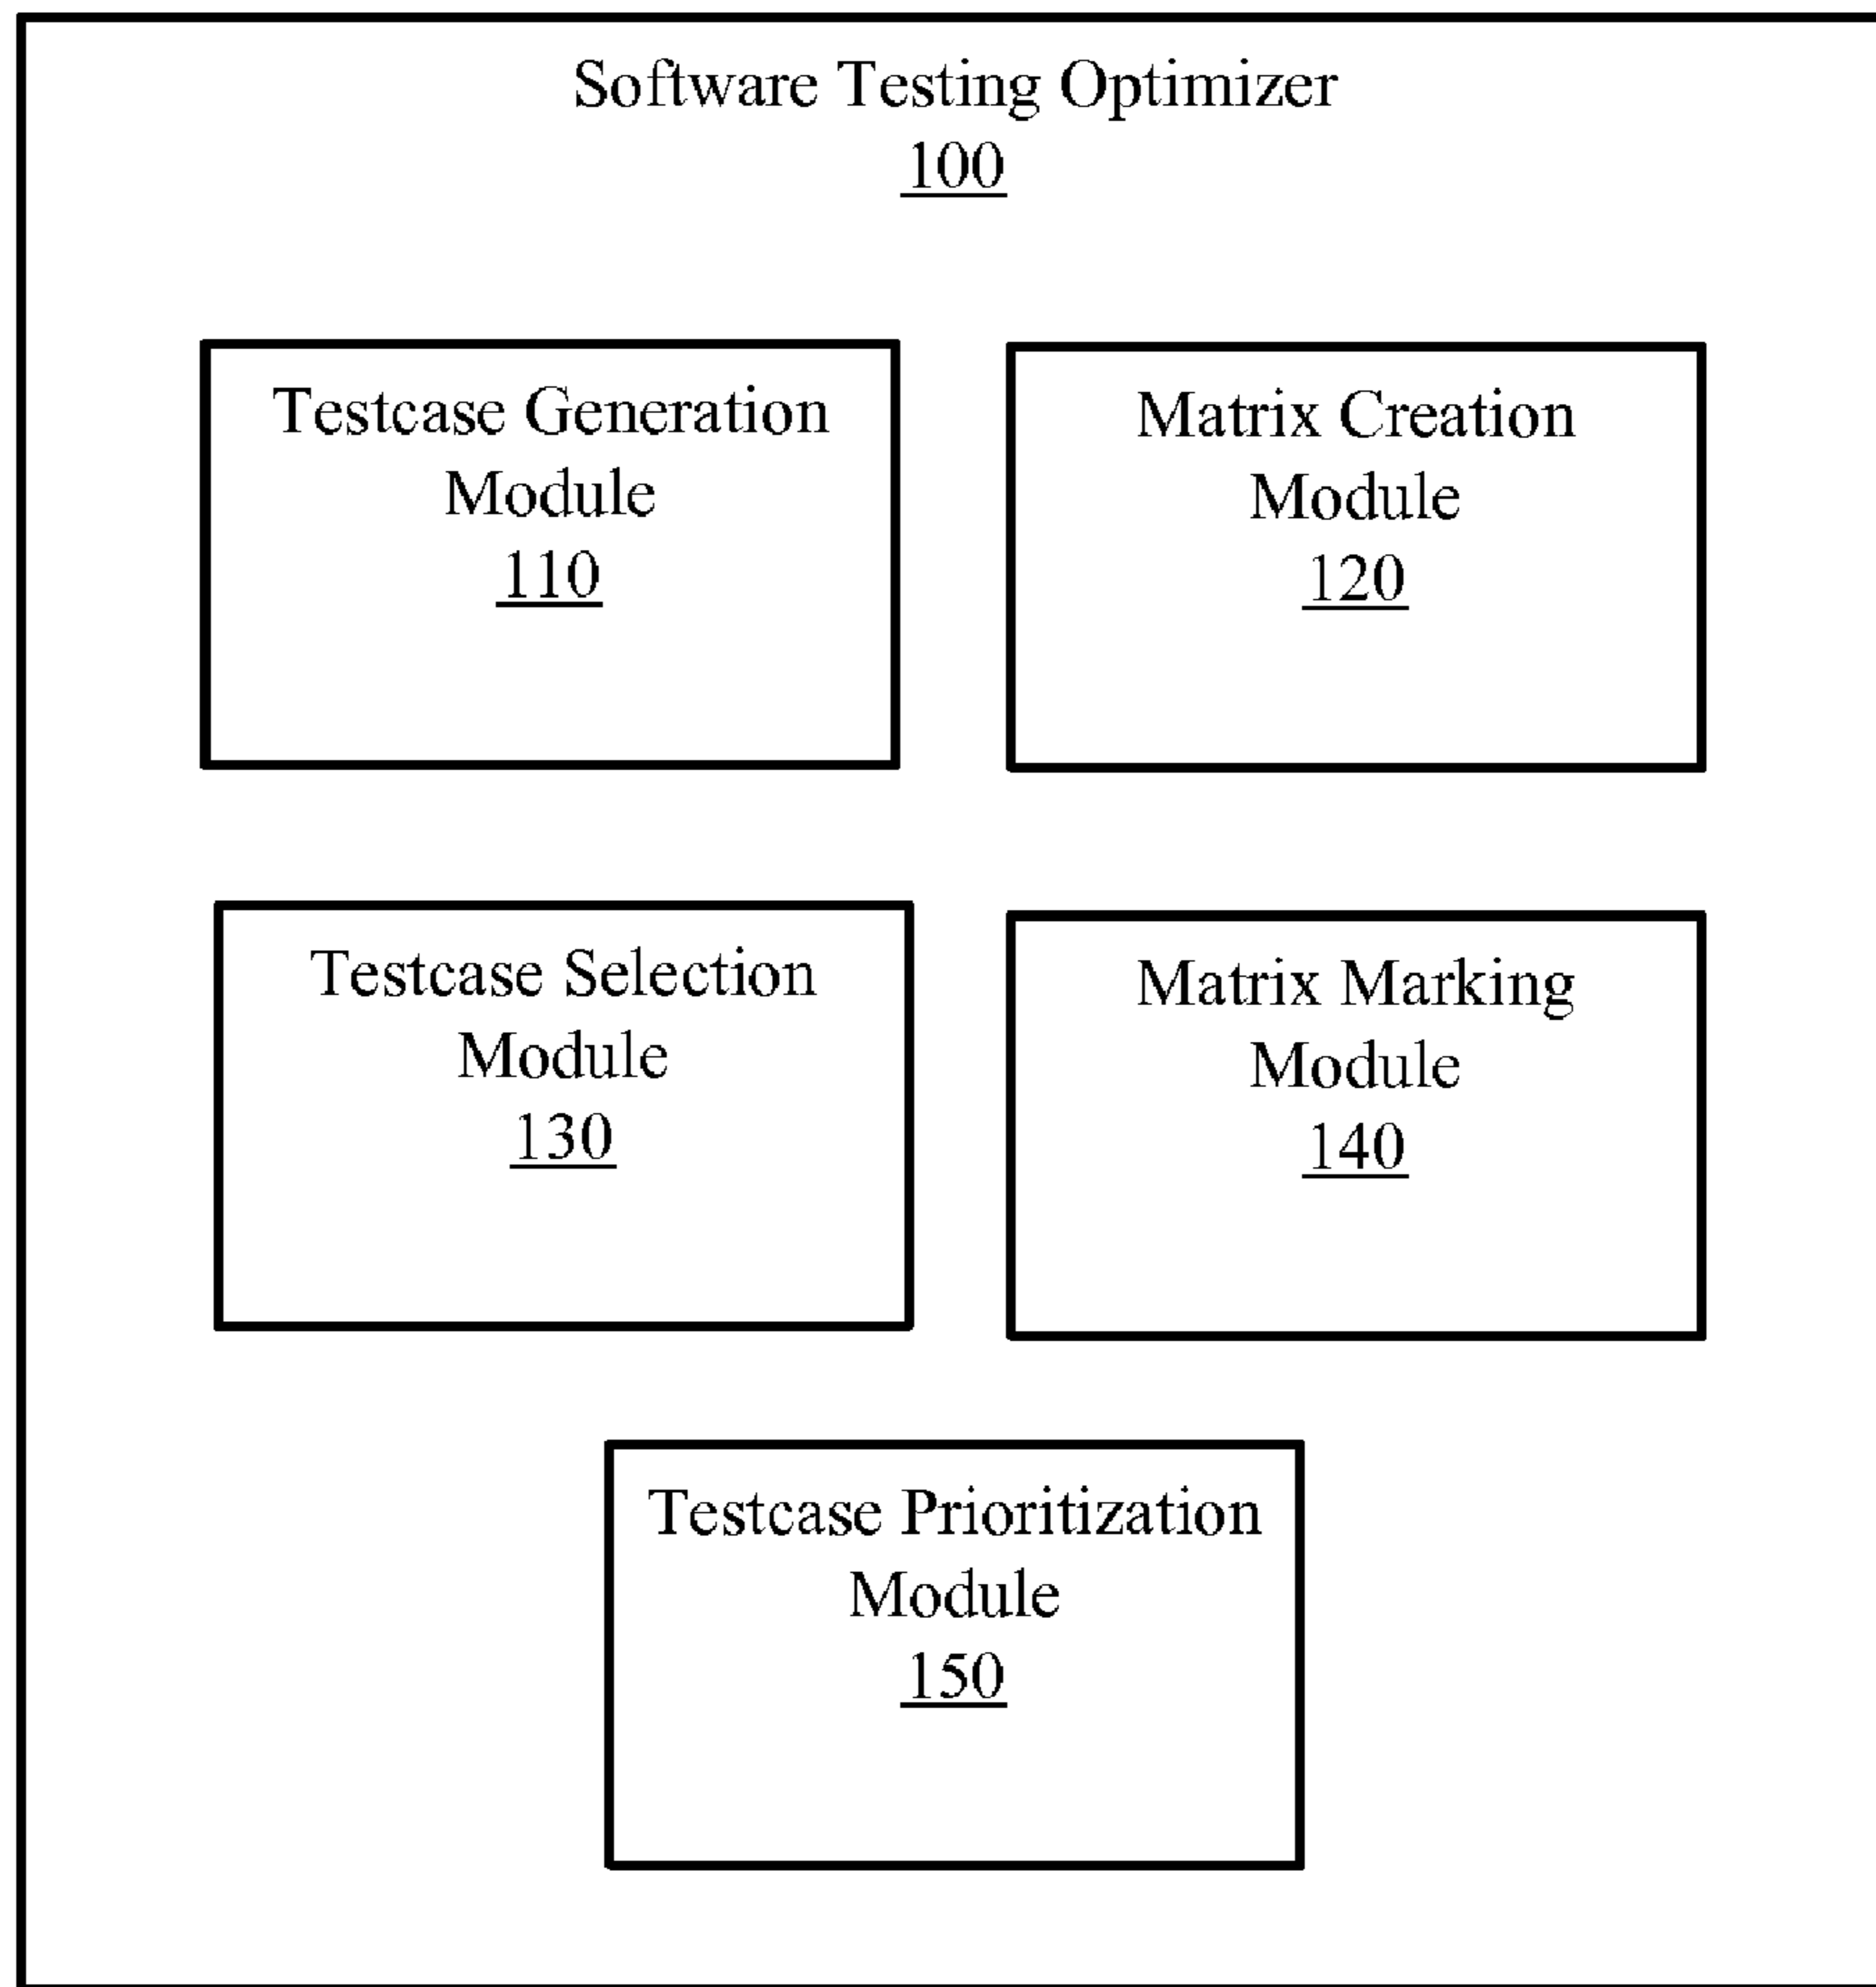 Software Testing Optimizer
100
Testcase Generation
Module
110
Matrix Creation
Module
120
Testcase Selection
Module
130
Matrix Marking
Module
140
Testcase Prioritization
Module
150